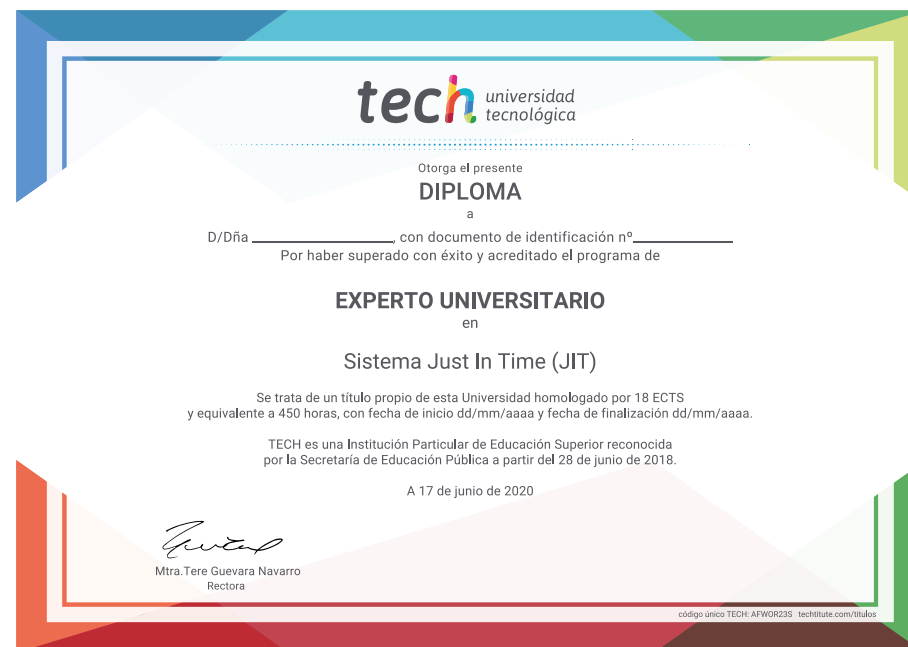 tech universidad
tecnológica
Otorga el presente
DIPLOMA
a
D/Dña ____________________, con documento de identificación nº______________
Por haber superado con éxito y acreditado el programa de
EXPERTO UNIVERSITARIO
en
Sistema Just In Time (JIT)
Se trata de un título propio de esta Universidad homologado por 18 ECTS
y equivalente a 450 horas, con fecha de inicio dd/mm/aaaa y fecha de finalización dd/mm/aaaa.
TECH es una Institución Particular de Educación Superior reconocida
por la Secretaría de Educación Pública a partir del 28 de junio de 2018.
A 17 de junio de 2020
Mtra.Tere Guevara Navarro
Rectora
código único TECH: AFWOR23S techtitute.com/titulos